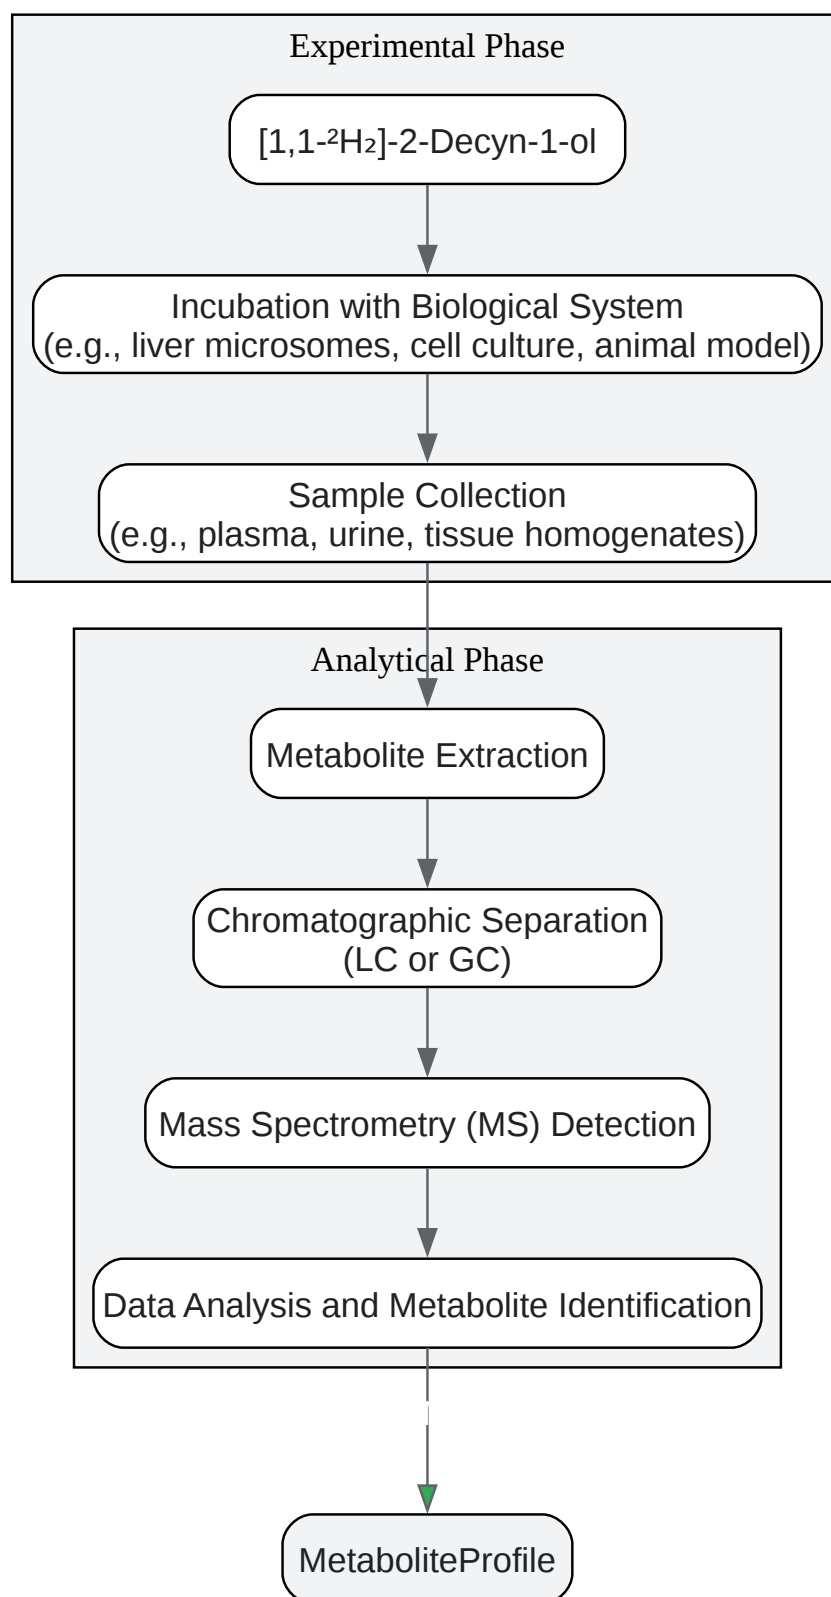 Experimental Phase
[1,1-²H₂]-2-Decyn-1-ol
Incubation with Biological System
(e.g., liver microsomes, cell culture, animal model)
Sample Collection
(e.g., plasma, urine, tissue homogenates)
Analytical Phase
Metabolite Extraction
Chromatographic Separation
(LC or GC)
Mass Spectrometry (MS) Detection
Data Analysis and Metabolite Identification
MetaboliteProfile